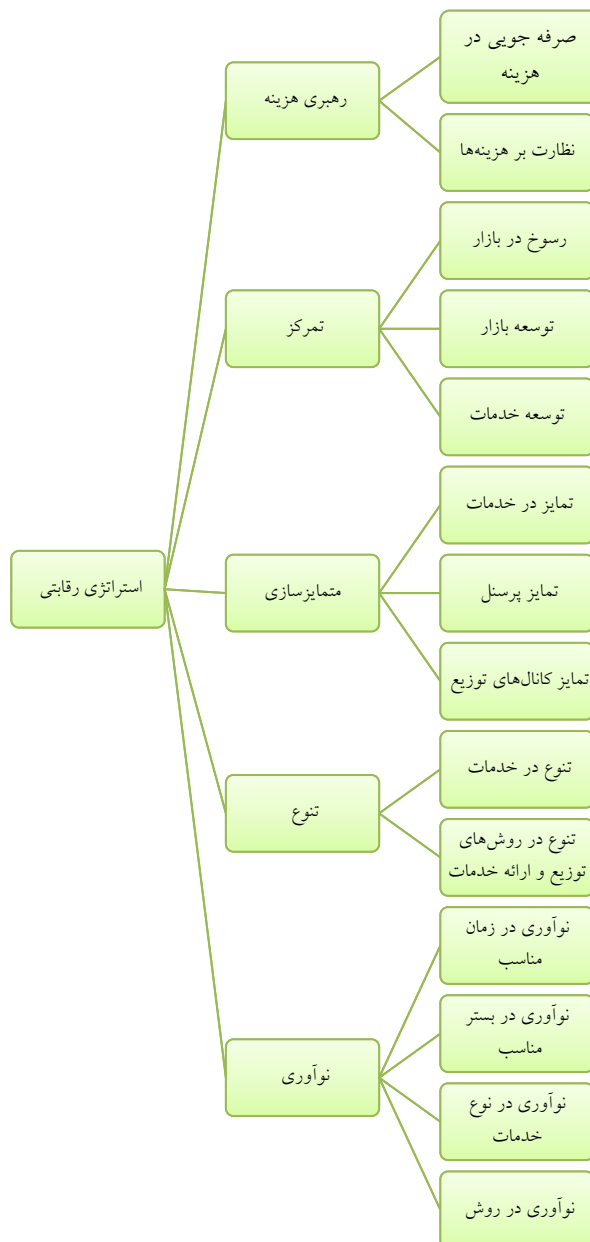 استراتژی رقابتی
رهبری هزینه
صرفه جویی در
هزینه
نظارت بر هزینه‌ها
تمرکز
رسوخ در بازار
توسعه بازار
توسعه خدمات
متمایزسازی
تمایز در خدمات
تمایز پرسنل
تمایز کانال‌های توزیع
تنوع
تنوع در خدمات
تنوع در روش‌های
توزیع و ارائه خدمات
نوآوری
نوآوری در زمان
مناسب
نوآوری در بستر
مناسب
نوآوری در نوع
خدمات
نوآوری در روش